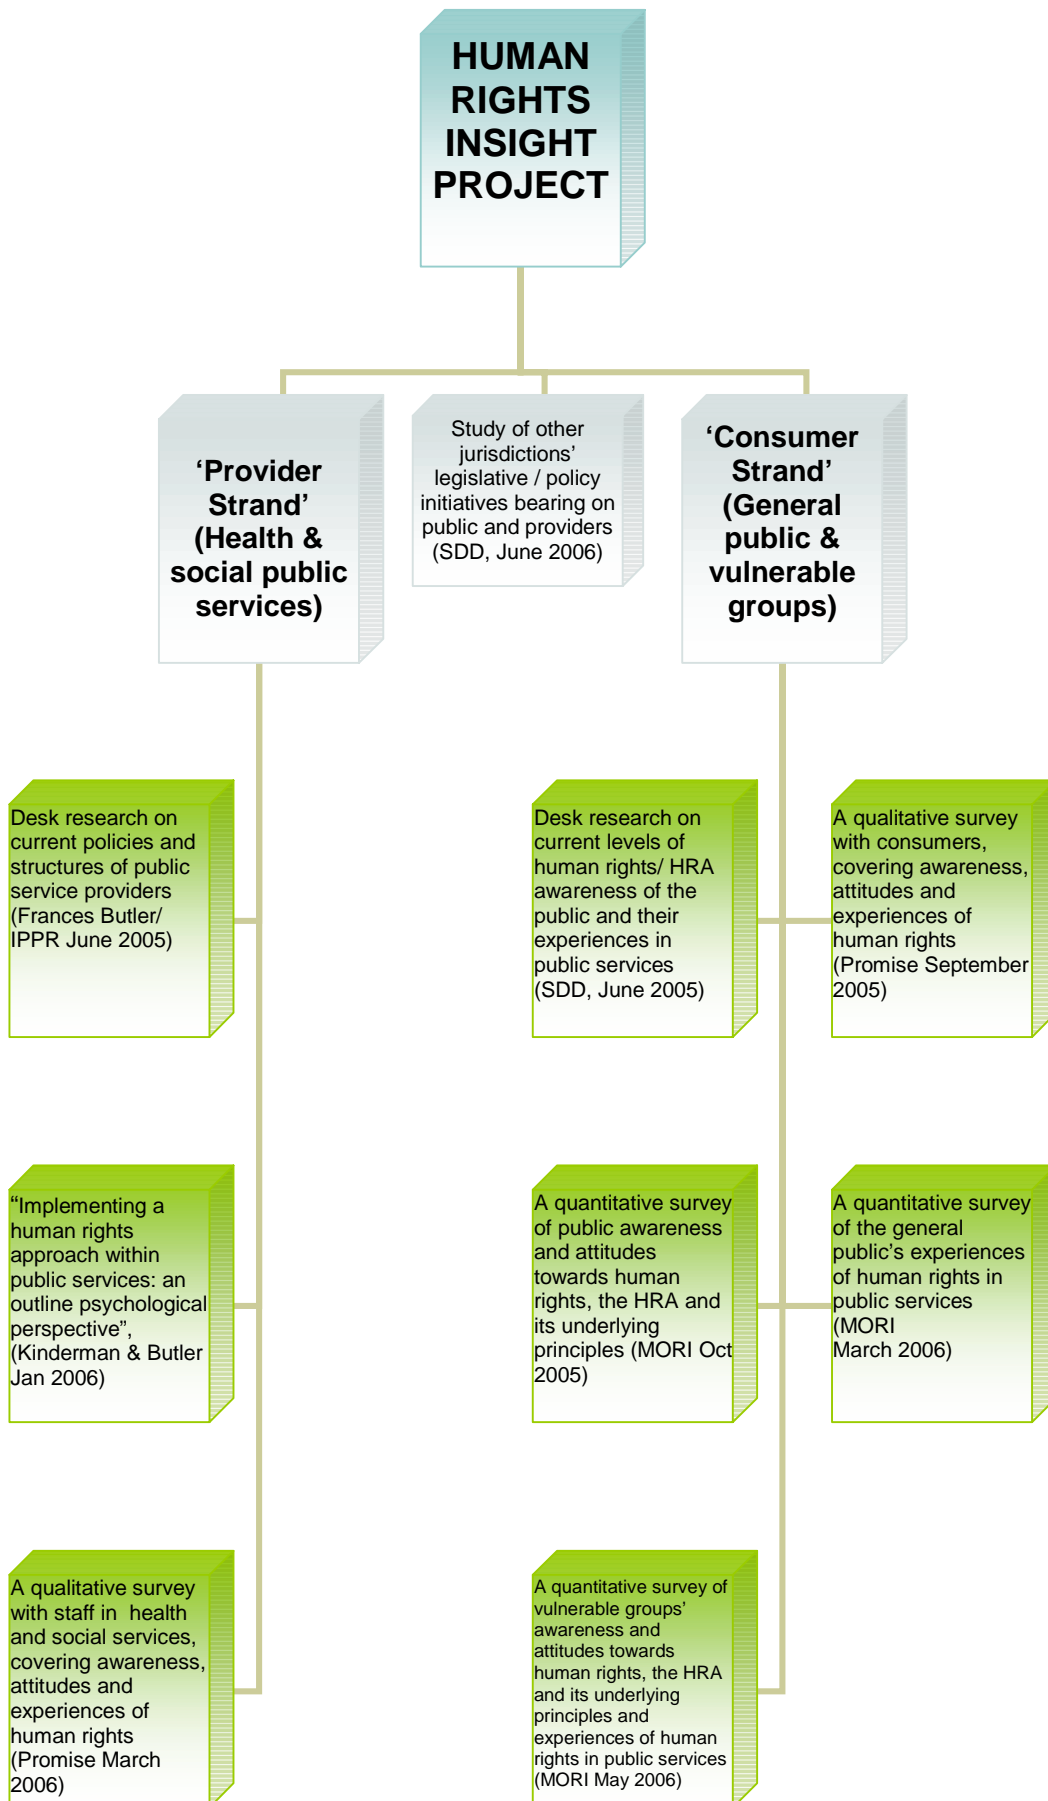 HUMAN
RIGHTS
INSIGHT
PROJECT
‘Provider
Strand’
(Health &
social public
services)
Study of other
jurisdictions’
legislative / policy
initiatives bearing on
public and providers
(SDD, June 2006)
‘Consumer
Strand’
(General
public &
vulnerable
groups)
Desk research on
current policies and
structures of public
service providers
(Frances Butler/
IPPR June 2005)
Desk research on
current levels of
human rights/ HRA
awareness of the
public and their
experiences in
public services
(SDD, June 2005)
A qualitative survey
with consumers,
covering awareness,
attitudes and
experiences of
human rights
(Promise September
2005)
“Implementing a
human rights
approach within
public services: an
outline psychological
perspective”,
(Kinderman & Butler
Jan 2006)
A quantitative survey
of public awareness
and attitudes
towards human
rights, the HRA and
its underlying
principles (MORI Oct
2005)
A quantitative survey
of the general
public’s experiences
of human rights in
public services
(MORI
March 2006)
A qualitative survey
with staff in  health
and social services,
covering awareness,
attitudes and
experiences of
human rights
(Promise March
2006)
A quantitative survey of
vulnerable groups’
awareness and
attitudes towards
human rights, the HRA
and its underlying
principles and
experiences of human
rights in public services
(MORI May 2006)